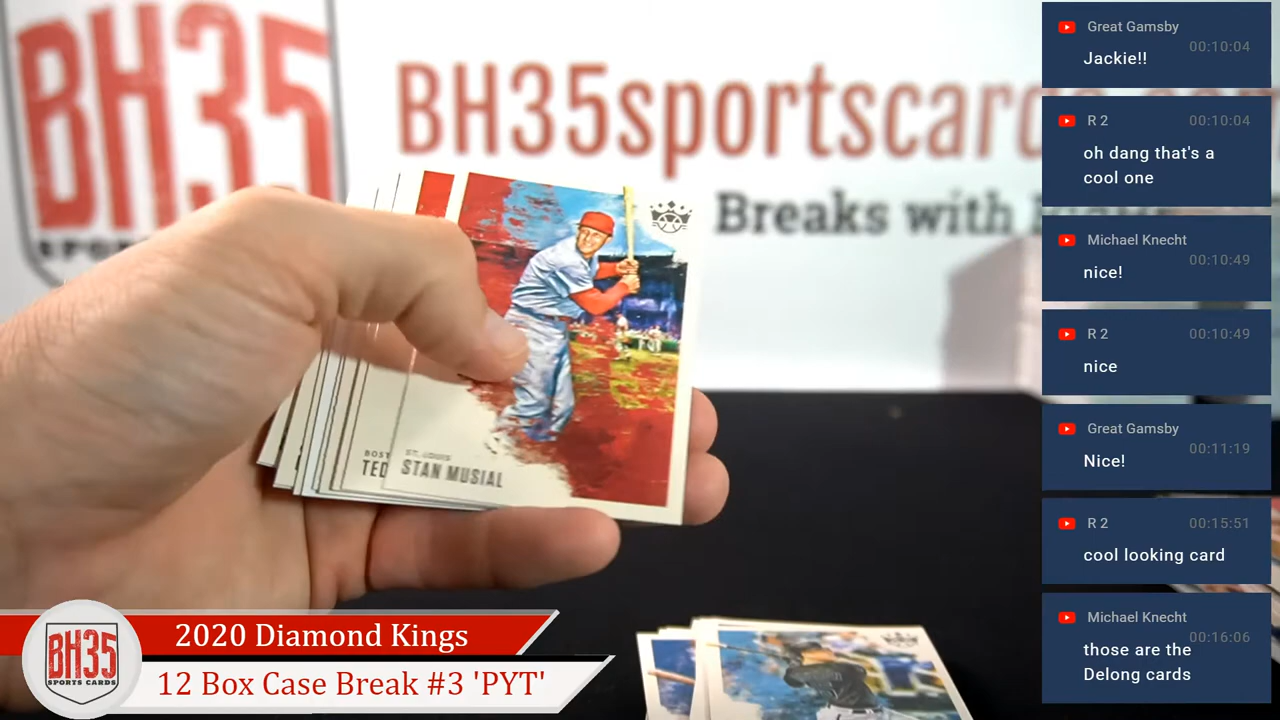 BH35
BH35sportscards.com
Breaks with
BOST
TED
ST. LOUIS
STAN MUSIAL
BH35
SPORTS CARDS
2020 Diamond Kings
12 Box Case Break #3 'PYT'
Great Gamsby
00:10:04
Jackie!!
R 2
00:10:04
oh dang that's a
cool one
Michael Knecht
00:10:49
nice!
R 2
00:10:49
nice
Great Gamsby
00:11:19
Nice!
R 2
00:15:51
cool looking card
Michael Knecht
00:16:06
those are the
Delong cards